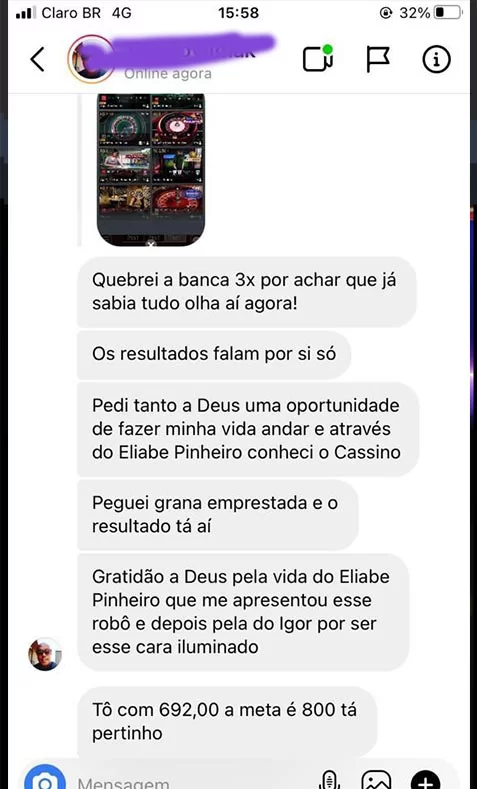 Claro BR 4G 15:58 32%
Online agora
Quebrei a banca 3x por achar que já
sabia tudo olha aí agora!
Os resultados falam por si só
Pedi tanto a Deus uma oportunidade
de fazer minha vida andar e através
do Eliabe Pinheiro conheci o Cassino
Peguei grana emprestada e o
resultado tá aí
Gratidão a Deus pela vida do Eliabe
Pinheiro que me apresentou esse
robô e depois pela do Igor por ser
esse cara iluminado
Tô com 692,00 a meta é 800 tá
pertinho
Mensagem